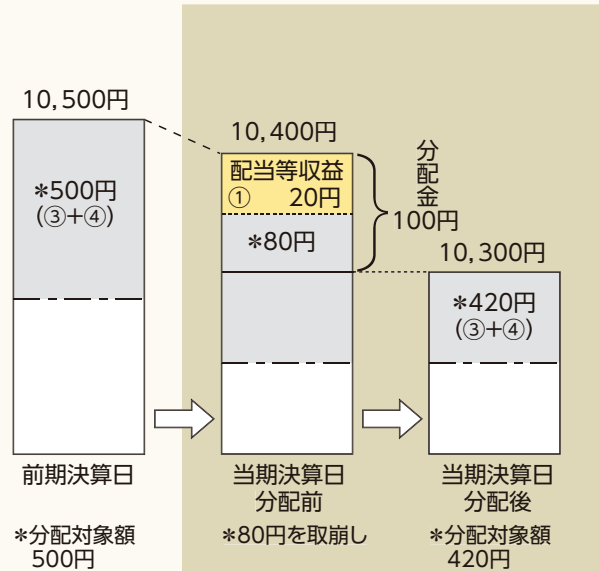 10,500円
*500円
(③+④)
前期決算日
*分配対象額
500円
10,400円
配当等収益
① 20円
*80円
分配金
100円
当期決算日
分配前
*80円を取崩し
10,300円
*420円
(③+④)
当期決算日
分配後
*分配対象額
420円